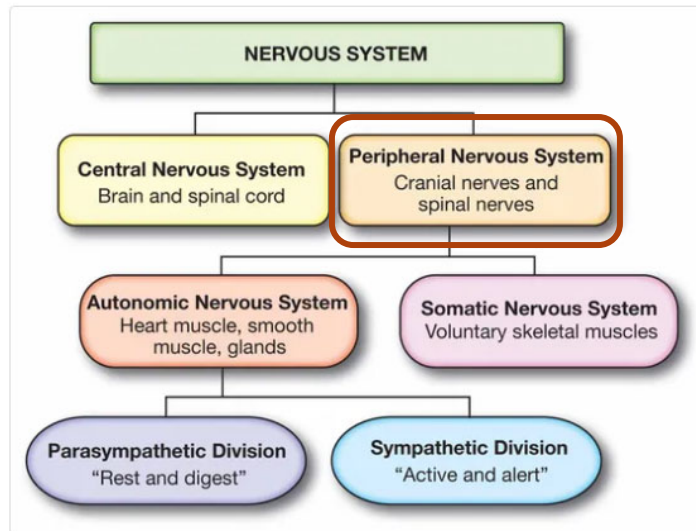 NERVOUS SYSTEM
Central Nervous System
Brain and spinal cord
Peripheral Nervous System
Cranial nerves and
spinal nerves
Autonomic Nervous System
Heart muscle, smooth
muscle, glands
Somatic Nervous System
Voluntary skeletal muscles
Parasympathetic Division
“Rest and digest”
Sympathetic Division
“Active and alert”